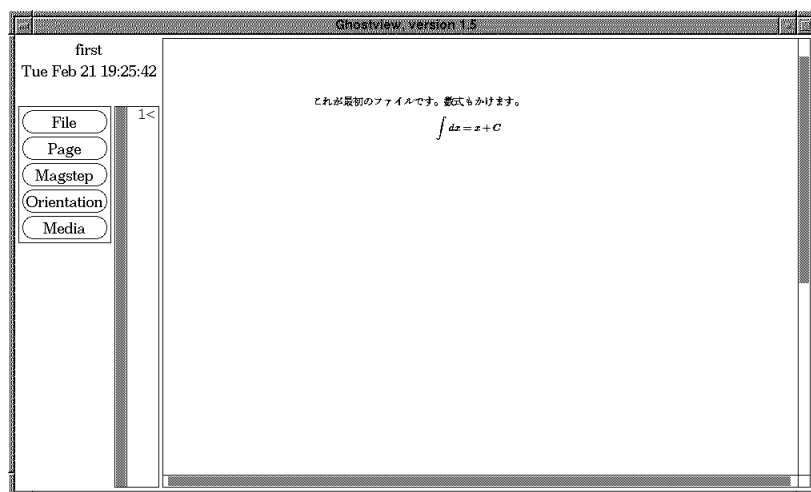 Ghostview, version 1.5
first
Tue Feb 21 19:25:42
File
Page
Magstep
Orientation
Media
1<
これが最初のファイルです。数式もかけます。
∫ dx = x + C